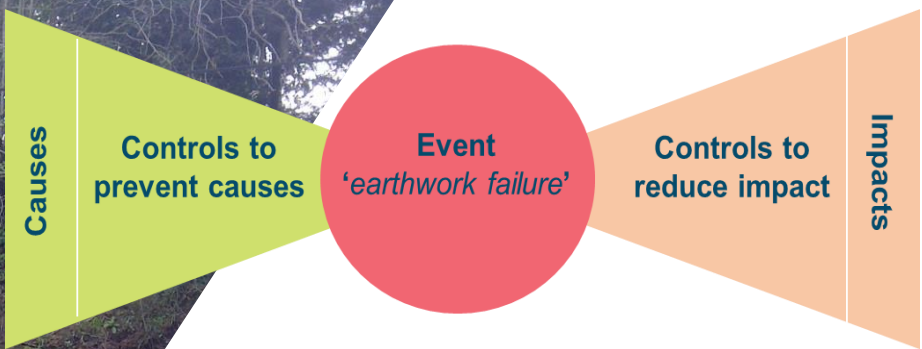 Causes
Controls to
prevent causes
Event
‘earthwork failure’
Controls to
reduce impact
Impacts